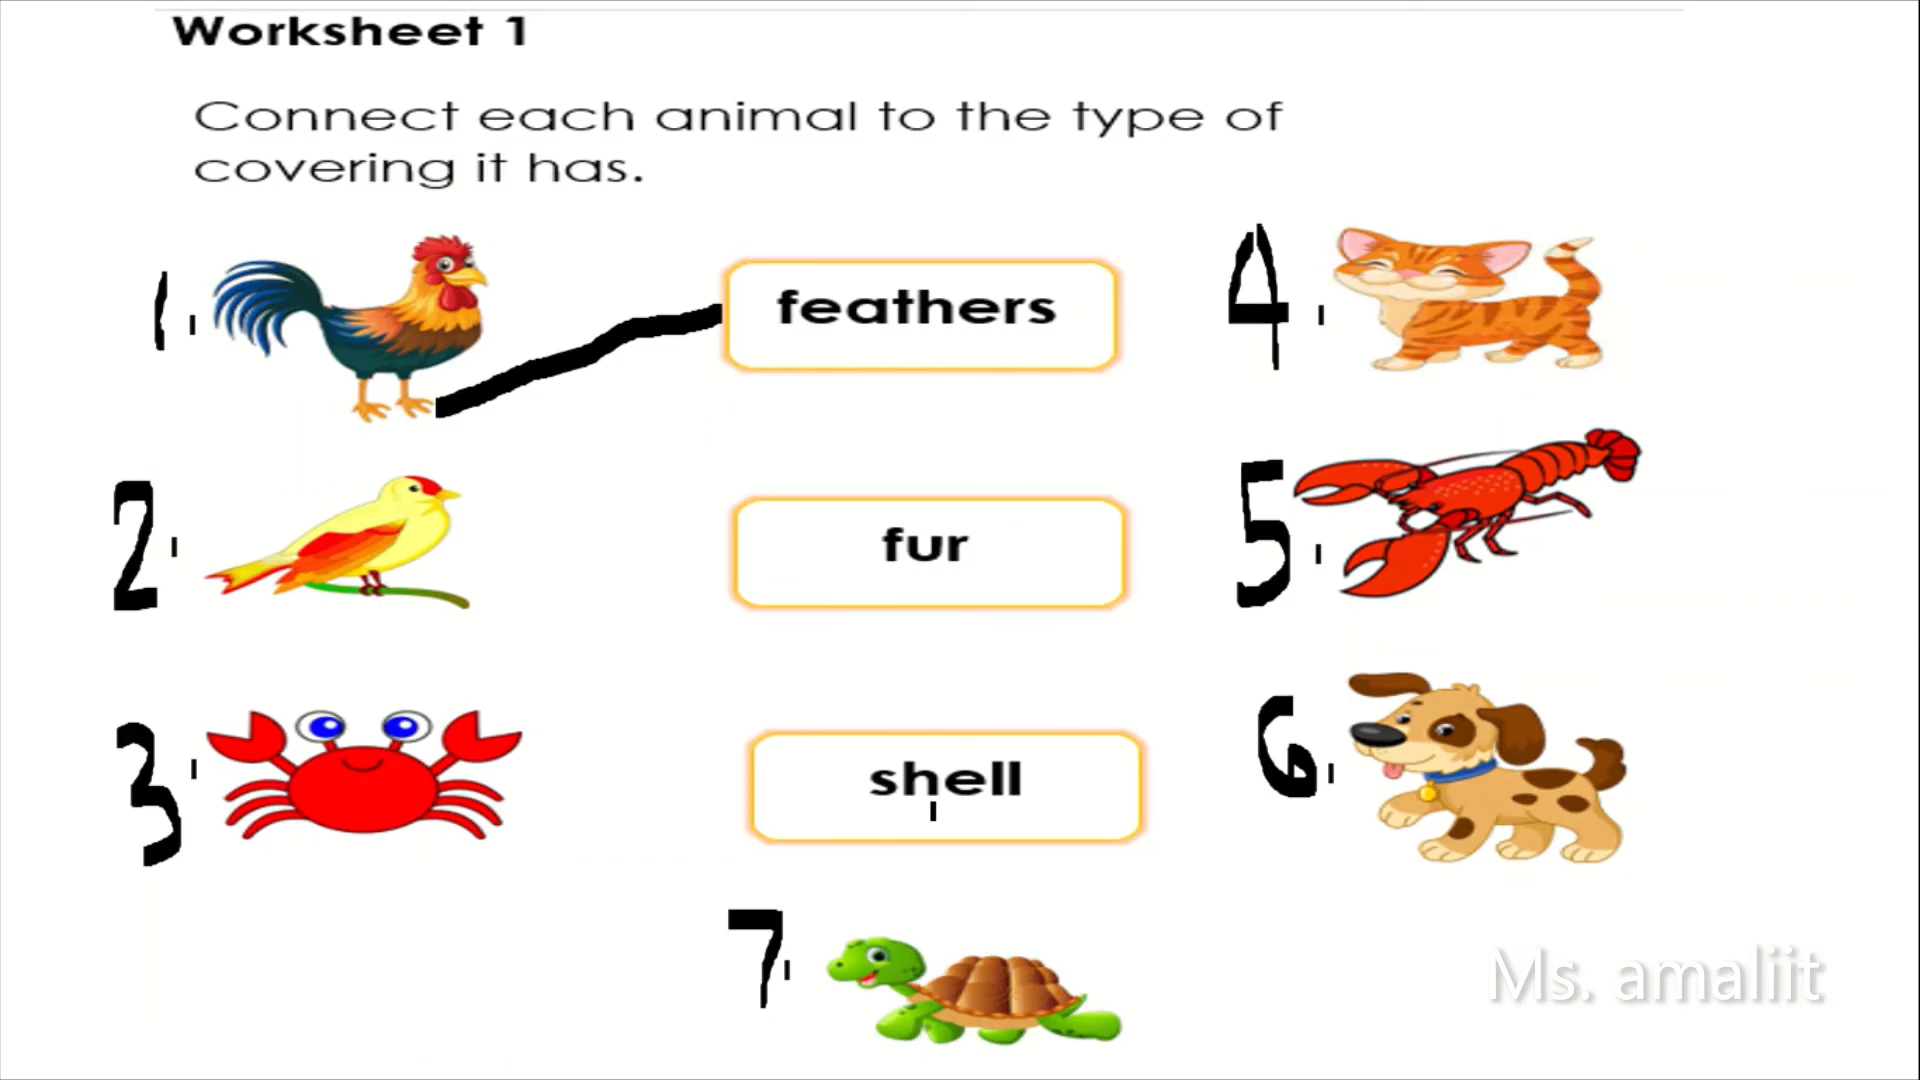 Worksheet 1
Connect each animal to the type of
covering it has.
1.
feathers
4.
2.
fur
5.
3.
shell
6.
7.
Ms. amaliit